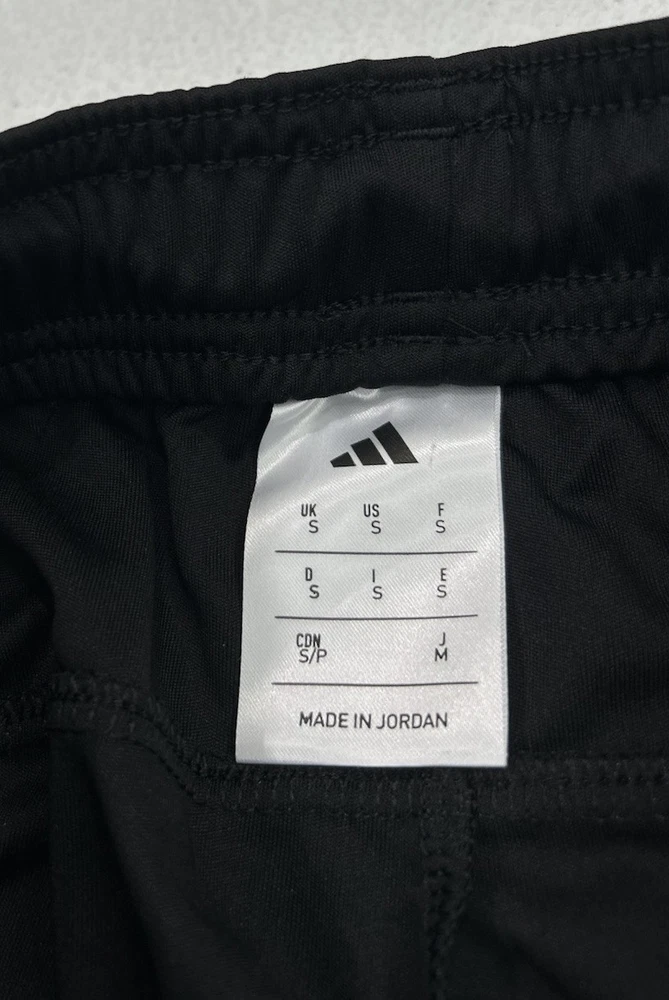 UK US F
S S S
D I E
S S S
CDN J
S/P M
MADE IN JORDAN